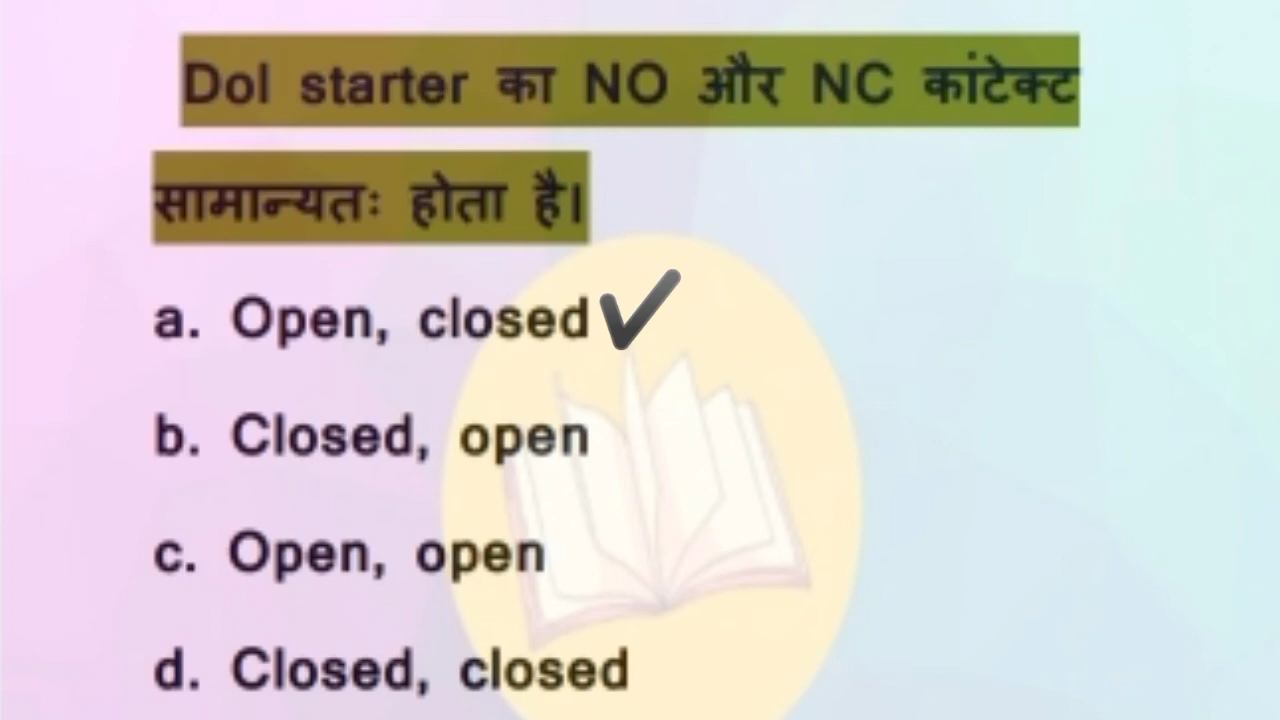 Dol starter का NO और NC कांटेक्ट
सामान्यतः होता है।
a. Open, closed
b. Closed, open
c. Open, open
d. Closed, closed